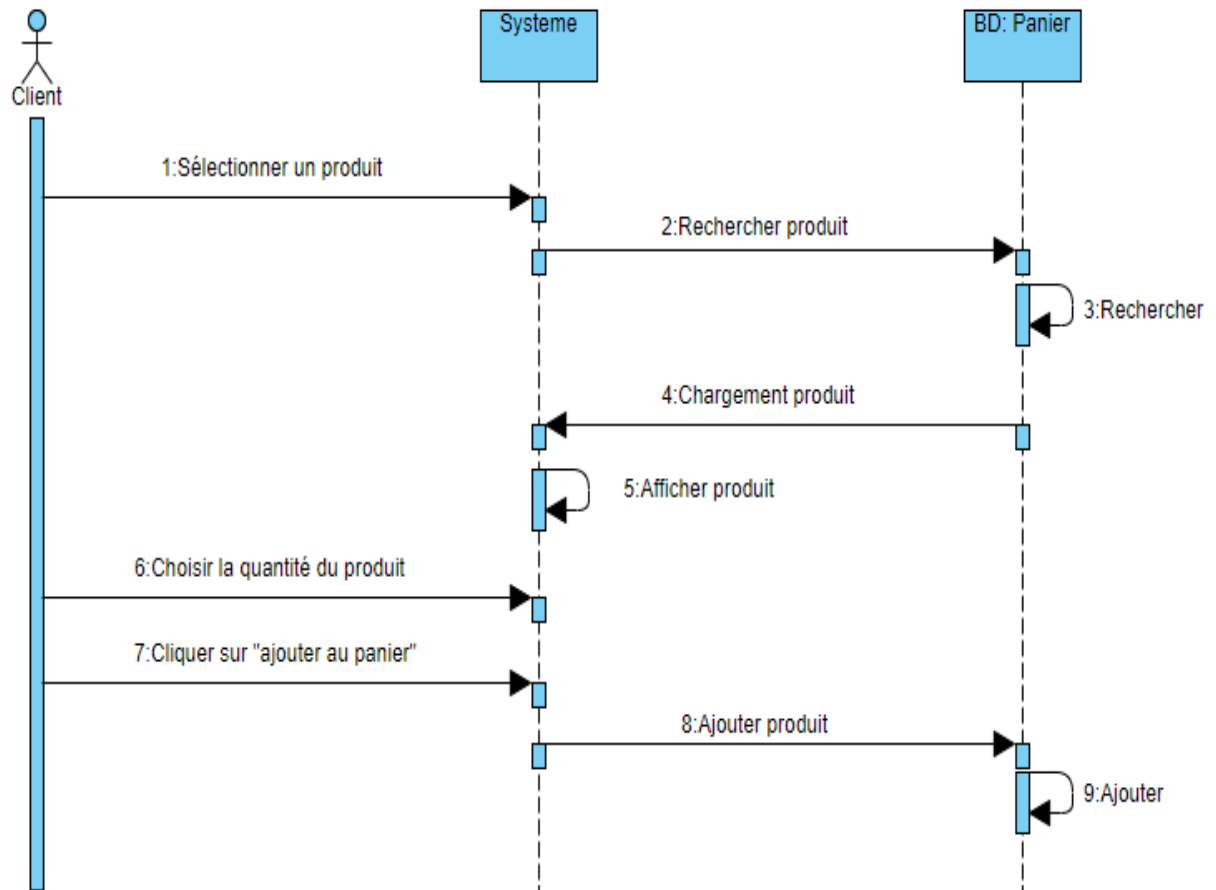 Systeme
BD: Panier
Client
1:Sélectionner un produit
2:Rechercher produit
3:Rechercher
4:Chargement produit
5:Afficher produit
6:Choisir la quantité du produit
7:Cliquer sur "ajouter au panier"
8:Ajouter produit
9:Ajouter